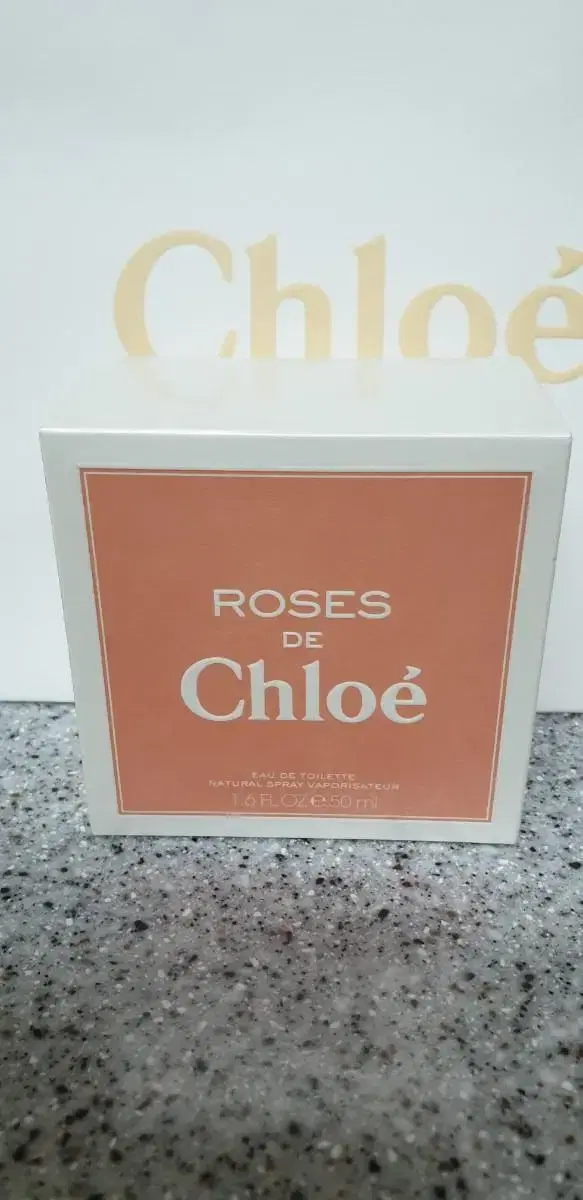 Chloé
ROSES
DE
Chloé
EAU DE TOILETTE
NATURAL SPRAY VAPORISATEUR
1.6 FL.OZ ℮ 50 ml